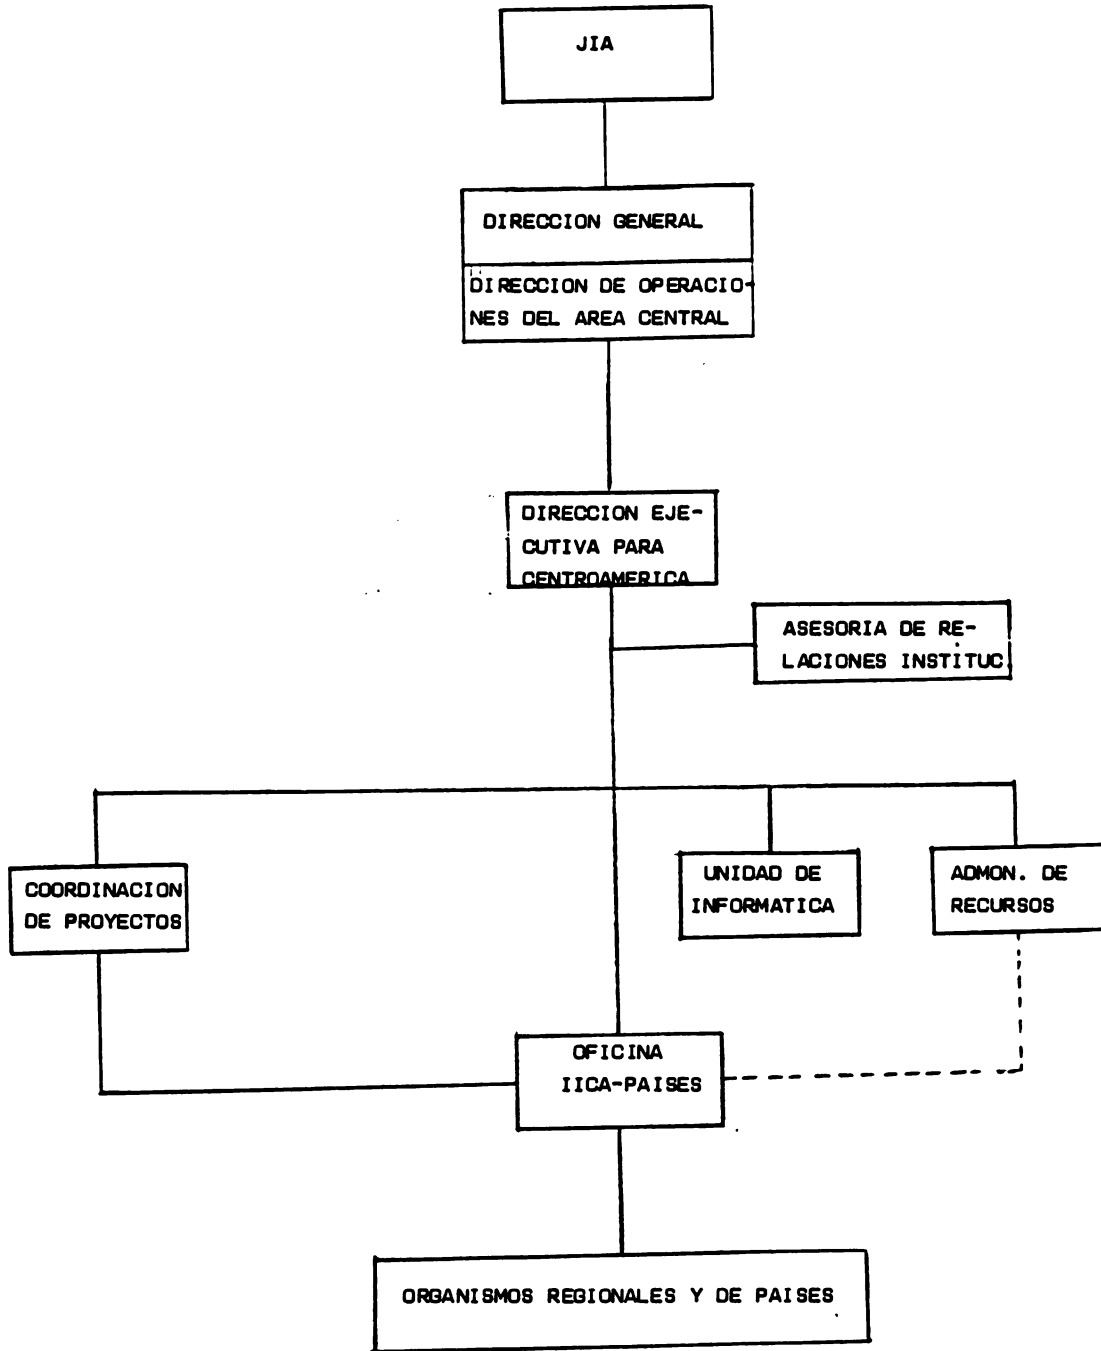 JIA
DIRECCION GENERAL
DIRECCION DE OPERACIO-
NES DEL AREA CENTRAL
DIRECCION EJE-
CUTIVA PARA
CENTROAMERICA
ASESORIA DE RE-
LACIONES INSTITUC.
COORDINACION
DE PROYECTOS
UNIDAD DE
INFORMATICA
ADMON. DE
RECURSOS
OFICINA
IICA-PAISES
ORGANISMOS REGIONALES Y DE PAISES